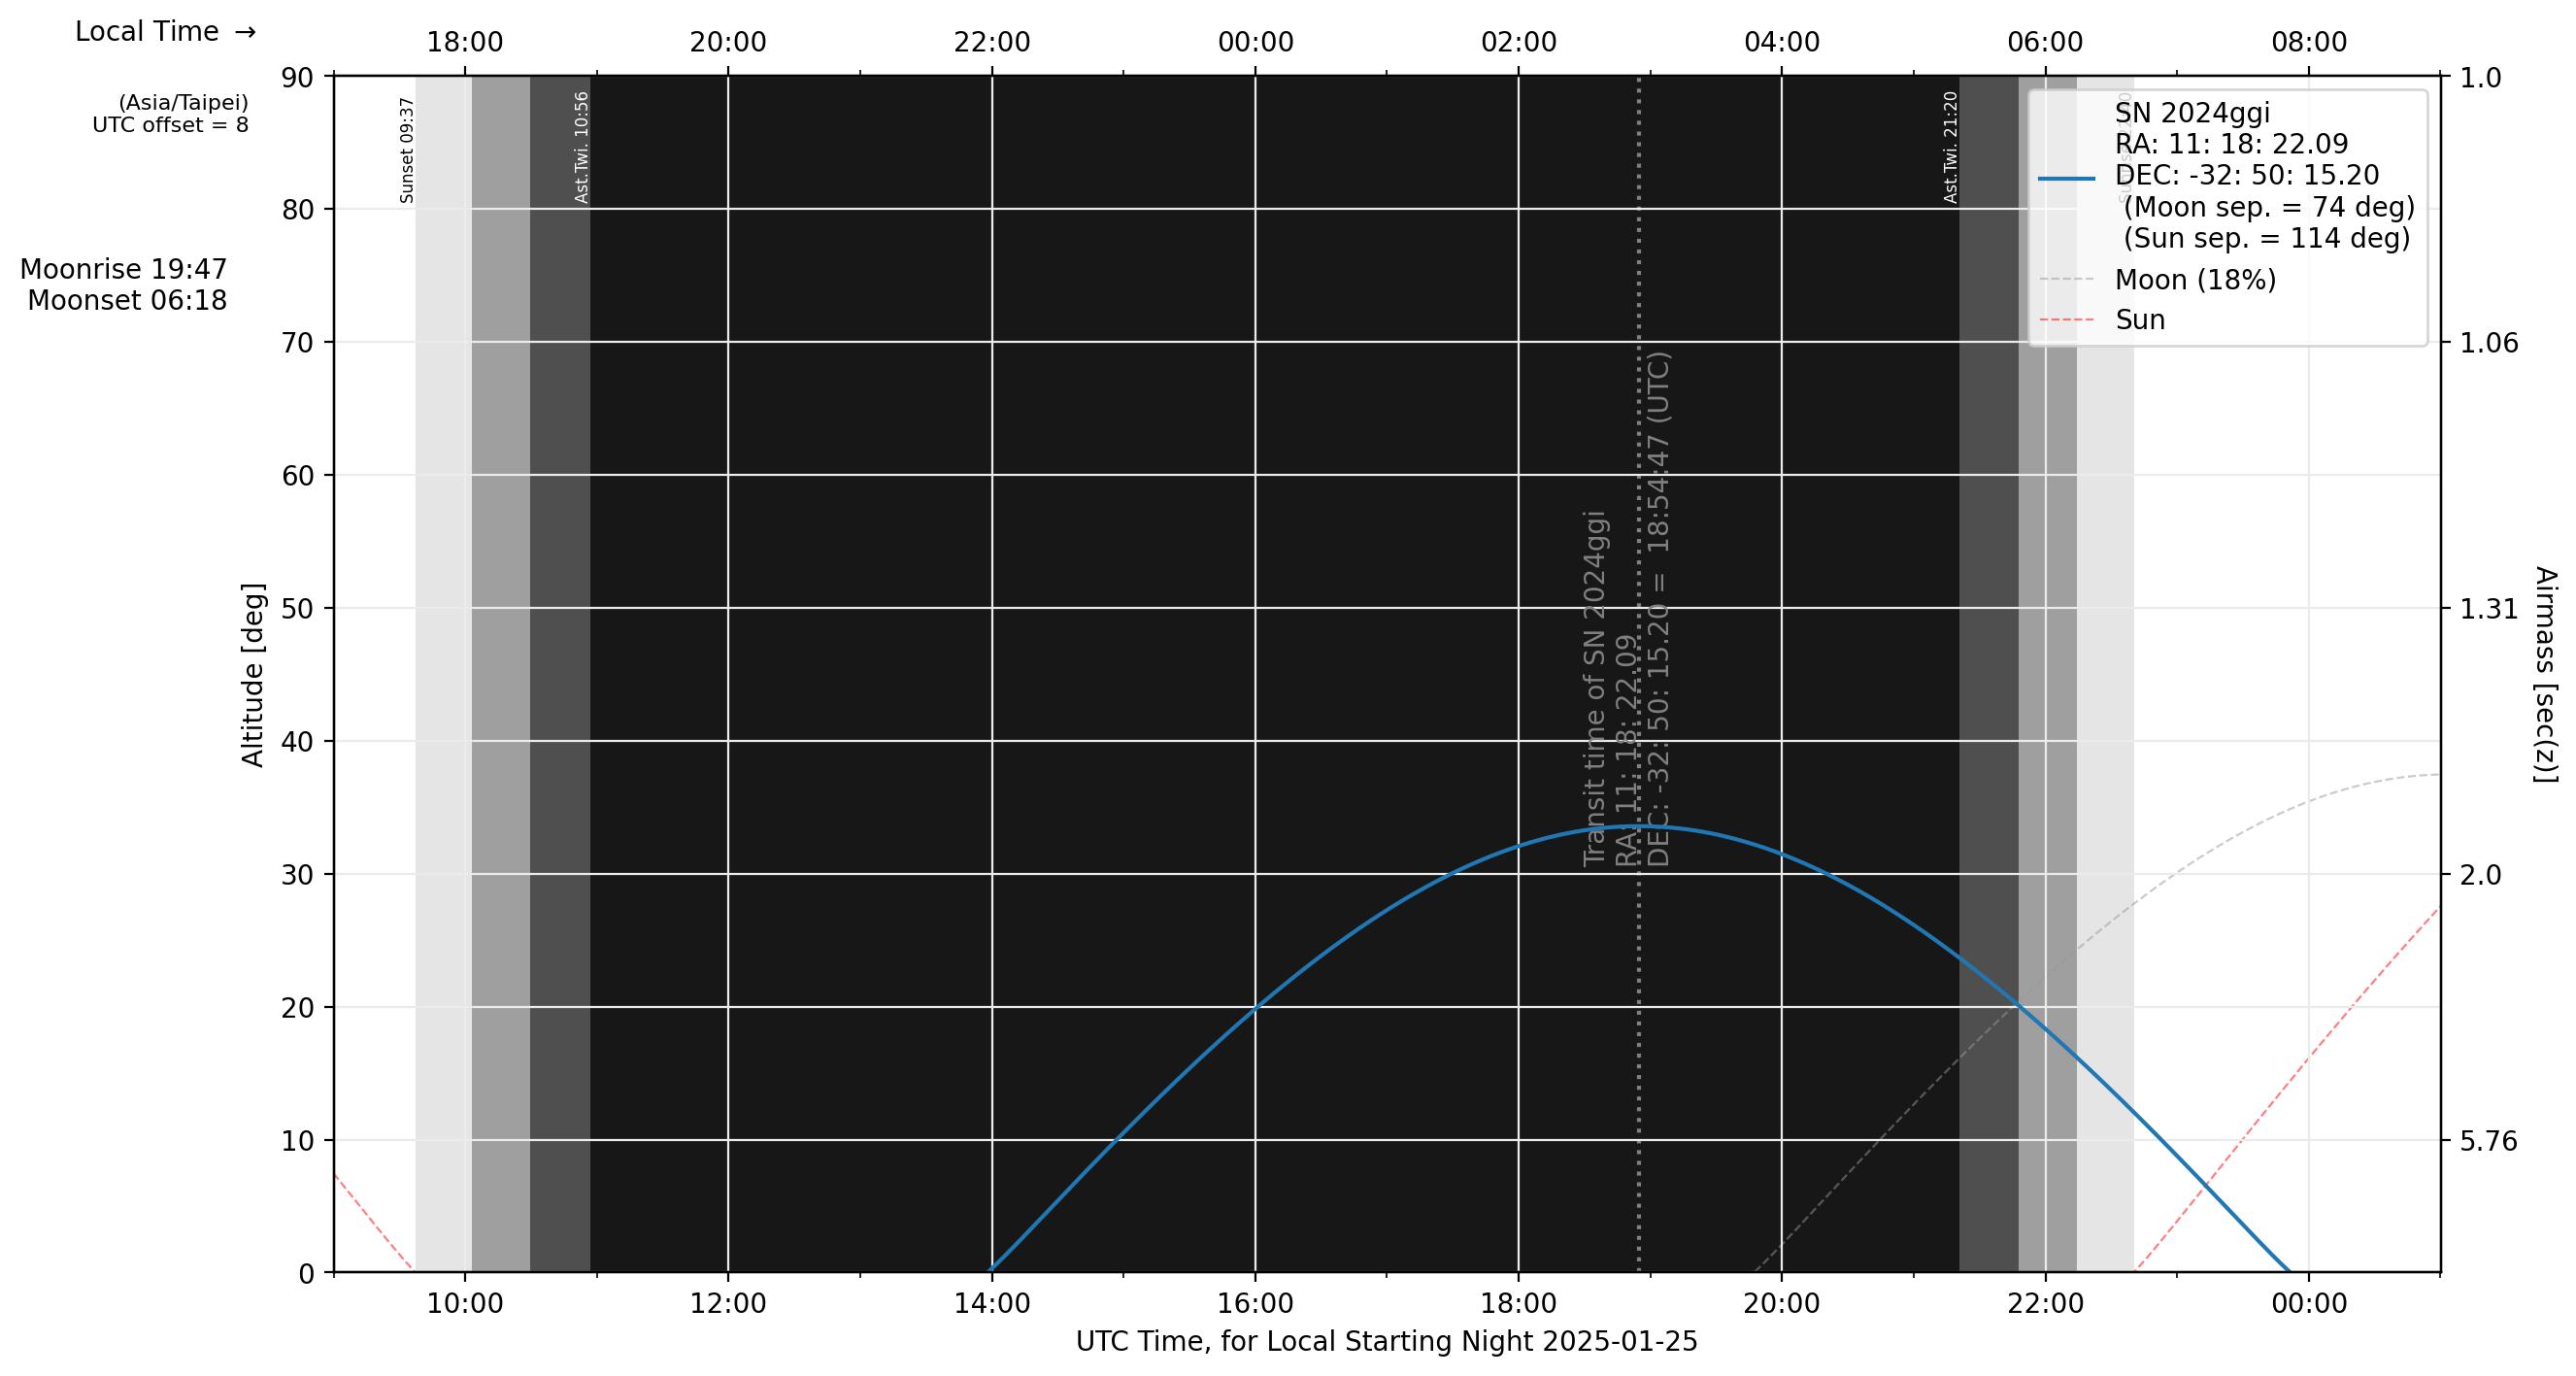 Local Time →
18:00 20:00 22:00 00:00 02:00 04:00 06:00 08:00
(Asia/Taipei)
UTC offset = 8
Moonrise 19:47
Moonset 06:18
Altitude [deg]
90
80
70
60
50
40
30
20
10
0
Sunset 09:37
Ast.Twi. 10:56
Transit time of SN 2024ggi
RA: 11: 18: 22.09
DEC: -32: 50: 15.20 = 18:54:47 (UTC)
Ast.Twi. 21:20
SN 2024ggi
RA: 11: 18: 22.09
DEC: -32: 50: 15.20
(Moon sep. = 74 deg)
(Sun sep. = 114 deg)
Moon (18%)
Sun
1.0
1.06
1.31
2.0
5.76
Airmass [sec(z)]
10:00 12:00 14:00 16:00 18:00 20:00 22:00 00:00
UTC Time, for Local Starting Night 2025-01-25